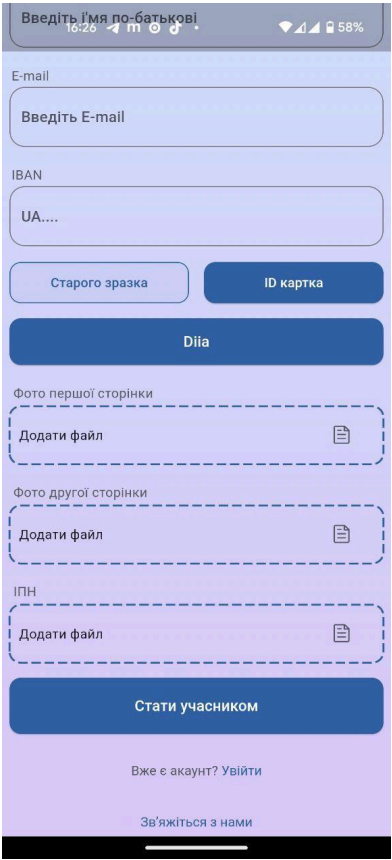 Введіть ім'я по-батькові
16:26
58%
E-mail
Введіть E-mail
IBAN
UA....
Старого зразка
ID картка
Diia
Фото першої сторінки
Додати файл
Фото другої сторінки
Додати файл
ІПН
Додати файл
Стати учасником
Вже є акаунт? Увійти
Зв'яжіться з нами